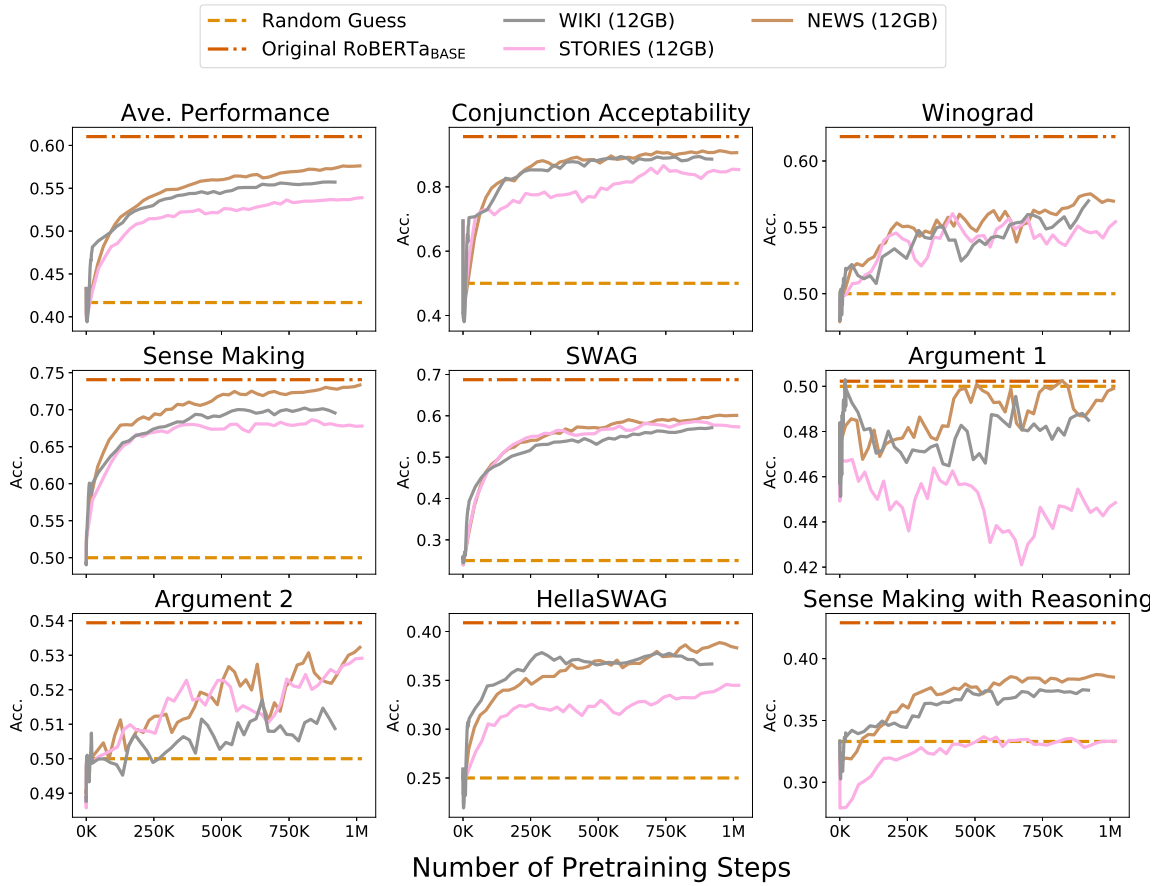 Random Guess
Original RoBERTaBASE
WIKI (12GB)
STORIES (12GB)
NEWS (12GB)
Ave. Performance
0.60
0.55
0.50
0.45
0.40
Conjunction Acceptability
Acc.
0.8
0.6
0.4
Winograd
Acc.
0.60
0.55
0.50
Sense Making
Acc.
0.75
0.70
0.65
0.60
0.55
0.50
SWAG
Acc.
0.7
0.6
0.5
0.4
0.3
Argument 1
Acc.
0.50
0.48
0.46
0.44
0.42
Argument 2
Acc.
0.54
0.53
0.52
0.51
0.50
0.49
0K 250K 500K 750K 1M
HellaSWAG
Acc.
0.40
0.35
0.30
0.25
0K 250K 500K 750K 1M
Sense Making with Reasoning
Acc.
0.40
0.35
0.30
0K 250K 500K 750K 1M
Number of Pretraining Steps